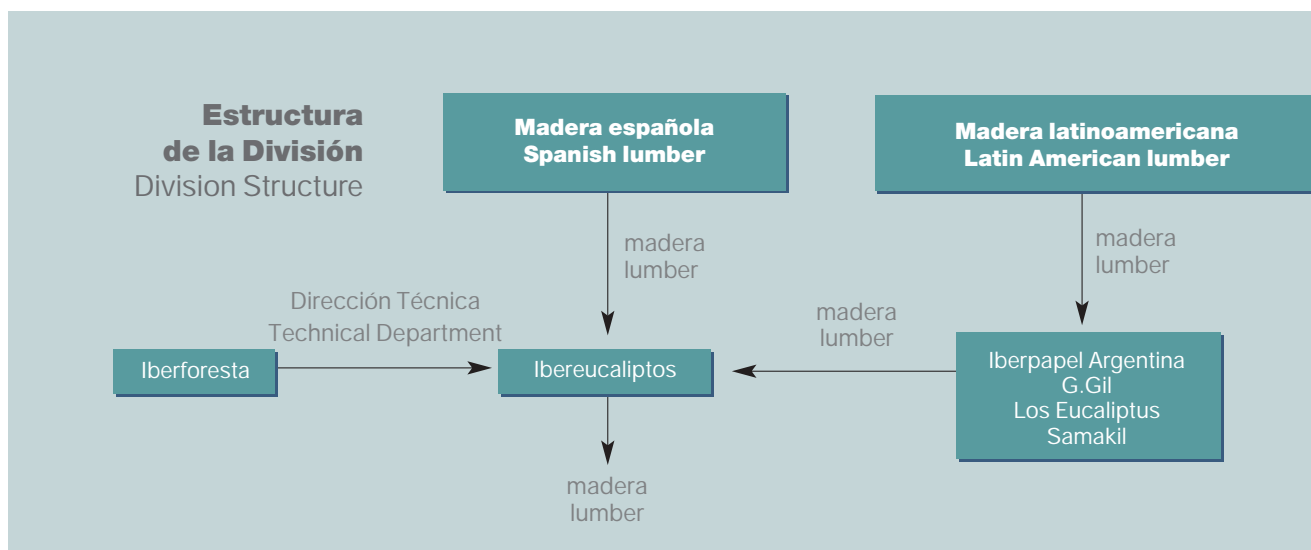 Estructura
de la División
Division Structure
Madera española
Spanish lumber
Madera latinoamericana
Latin American lumber
madera
lumber
madera
lumber
Dirección Técnica
Technical Department
madera
lumber
Iberforesta
Ibereucaliptos
Iberpapel Argentina
G.Gil
Los Eucaliptus
Samakil
madera
lumber